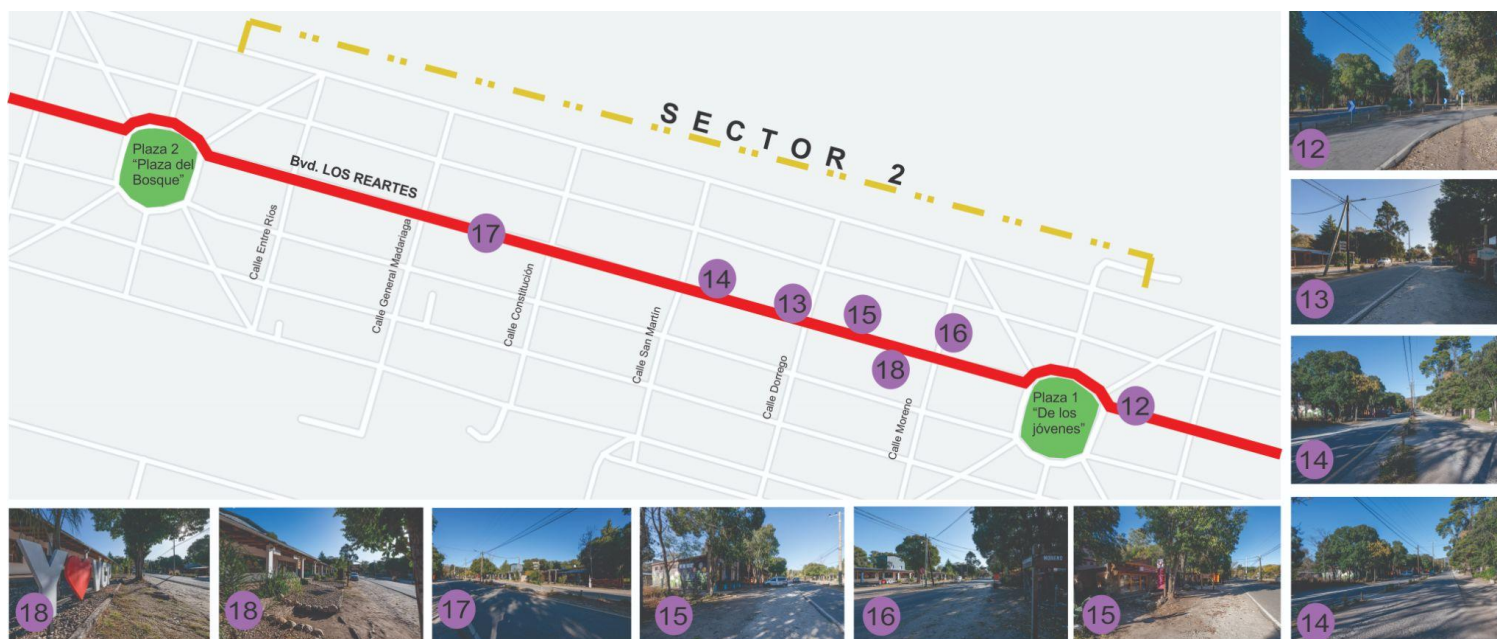 SECTOR 2
12
Plaza 2
"Plaza del
Bosque"
Bvd. LOS REARTES
13
Calle Entre Ríos
Calle General Madariaga
17
Calle Constitución
14
Calle San Martín
13
15
16
18
Calle Dorrego
Calle Moreno
Plaza 1
"De los
jóvenes"
12
14
18
18
17
15
16
MORENO
15
14